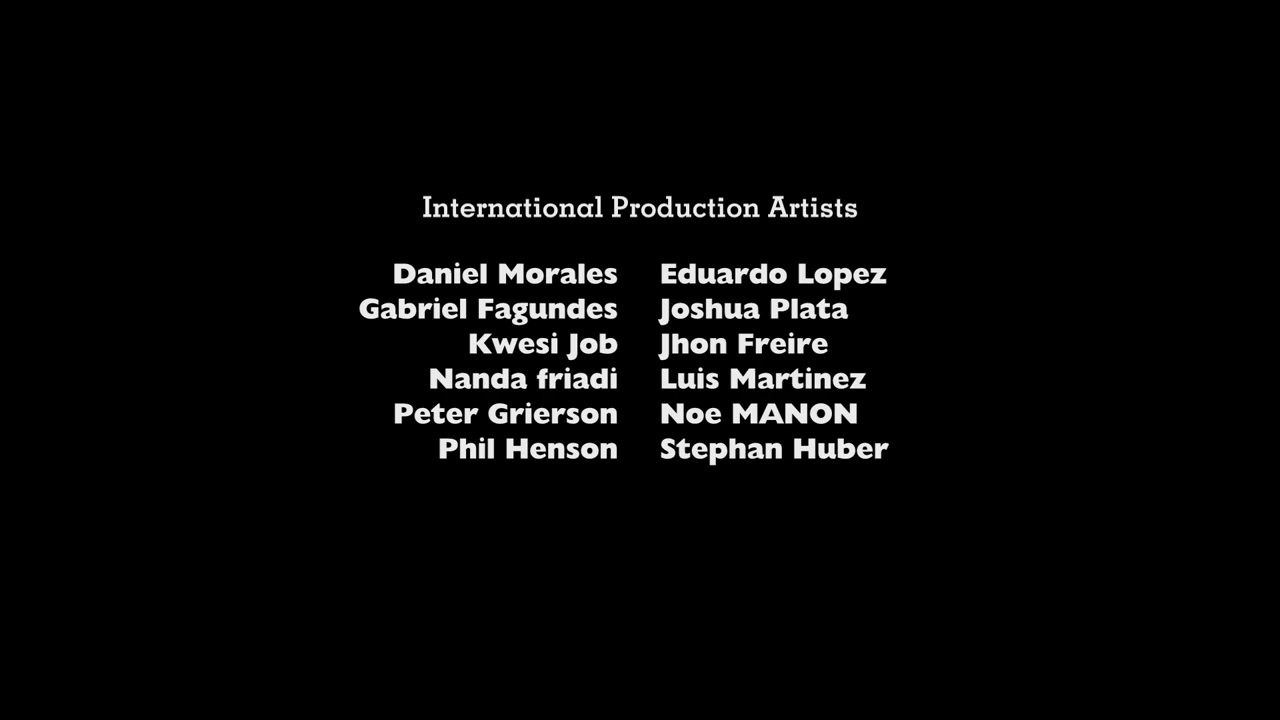 International Production Artists
Daniel Morales Eduardo Lopez
Gabriel Fagundes Joshua Plata
Kwesi Job Jhon Freire
Nanda friadi Luis Martinez
Peter Grierson Noe MANON
Phil Henson Stephan Huber